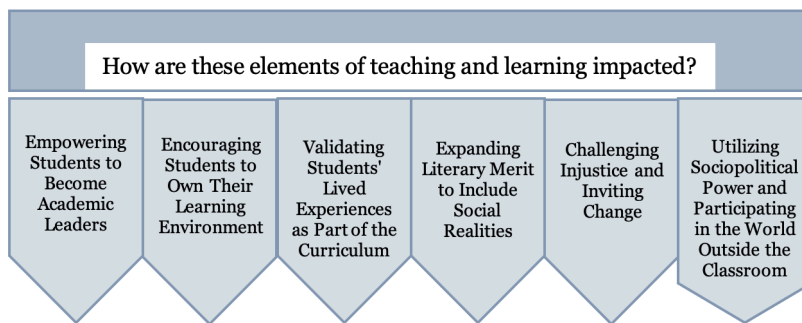 How are these elements of teaching and learning impacted?
Empowering
Students to
Become
Academic
Leaders
Encouraging
Students to
Own Their
Learning
Environment
Validating
Students'
Lived
Experiences
as Part of the
Curriculum
Expanding
Literary Merit
to Include
Social
Realities
Challenging
Injustice and
Inviting
Change
Utilizing
Sociopolitical
Power and
Participating
in the World
Outside the
Classroom